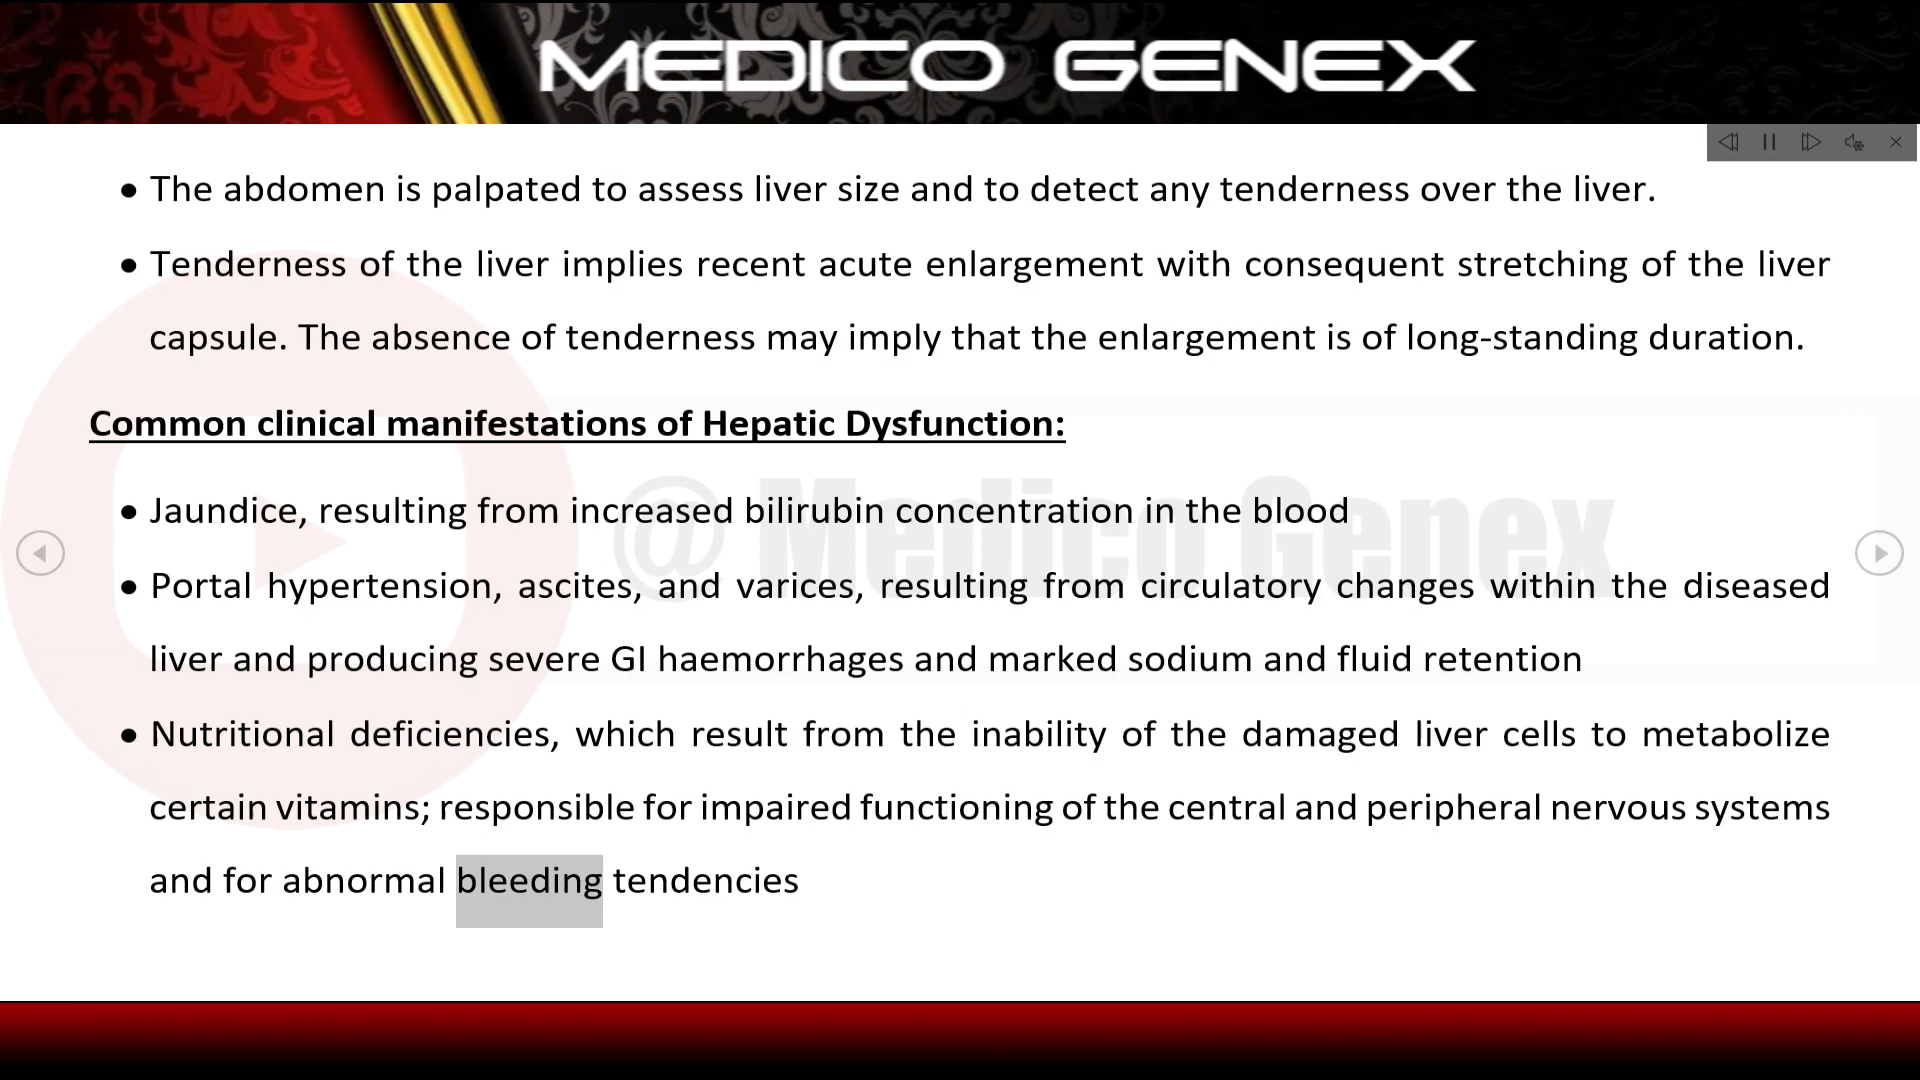 MEDICO GENEX
• The abdomen is palpated to assess liver size and to detect any tenderness over the liver.
• Tenderness of the liver implies recent acute enlargement with consequent stretching of the liver
capsule. The absence of tenderness may imply that the enlargement is of long-standing duration.
Common clinical manifestations of Hepatic Dysfunction:
• Jaundice, resulting from increased bilirubin concentration in the blood
@ Medico Genex
• Portal hypertension, ascites, and varices, resulting from circulatory changes within the diseased
liver and producing severe GI haemorrhages and marked sodium and fluid retention
• Nutritional deficiencies, which result from the inability of the damaged liver cells to metabolize
certain vitamins; responsible for impaired functioning of the central and peripheral nervous systems
and for abnormal bleeding tendencies